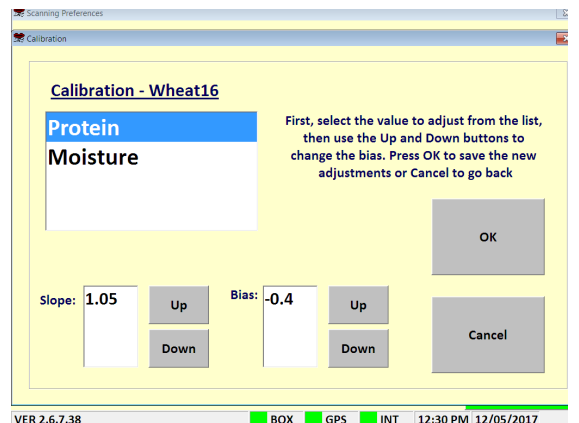 Scanning Preferences
Calibration
Calibration - Wheat16
Protein
Moisture
First, select the value to adjust from the list,
then use the Up and Down buttons to
change the bias. Press OK to save the new
adjustments or Cancel to go back
OK
Slope: 1.05 Up Bias: -0.4 Up
Down Down
Cancel
VER 2.6.7.38 BOX GPS INT 12:30 PM 12/05/2017